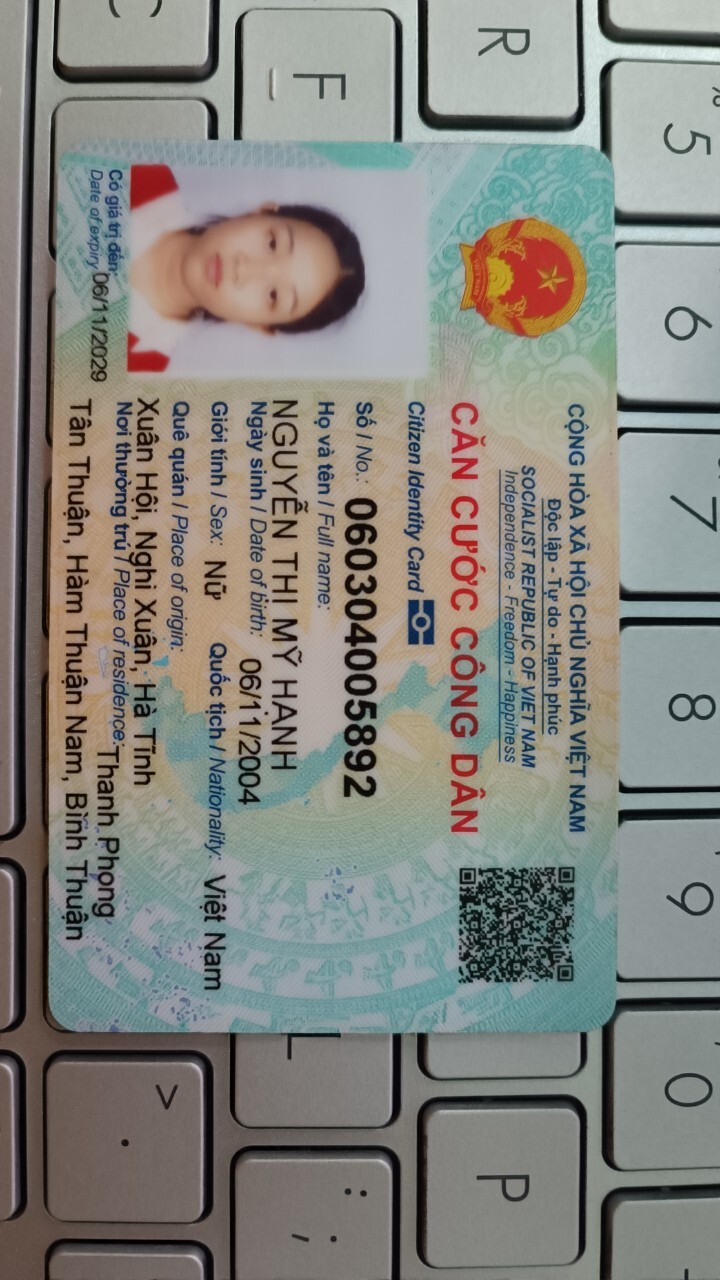 CỘNG HÒA XÃ HỘI CHỦ NGHĨA VIỆT NAM
Độc lập - Tự do - Hạnh phúc
SOCIALIST REPUBLIC OF VIET NAM
Independence - Freedom - Happiness
CĂN CƯỚC CÔNG DÂN
Citizen Identity Card
Số / No.: 060304005892
Họ và tên / Full name:
NGUYỄN THỊ MỸ HẠNH
Ngày sinh / Date of birth: 06/11/2004
Giới tính / Sex: Nữ Quốc tịch / Nationality: Việt Nam
Quê quán / Place of origin:
Xuân Hội, Nghi Xuân, Hà Tĩnh
Nơi thường trú / Place of residence: Thanh Phong
Tân Thuận, Hàm Thuận Nam, Bình Thuận
Có giá trị đến: 06/11/2029
Date of expiry
5
6
7
8
9
0
R
P
F
L
C
>
.
:
;